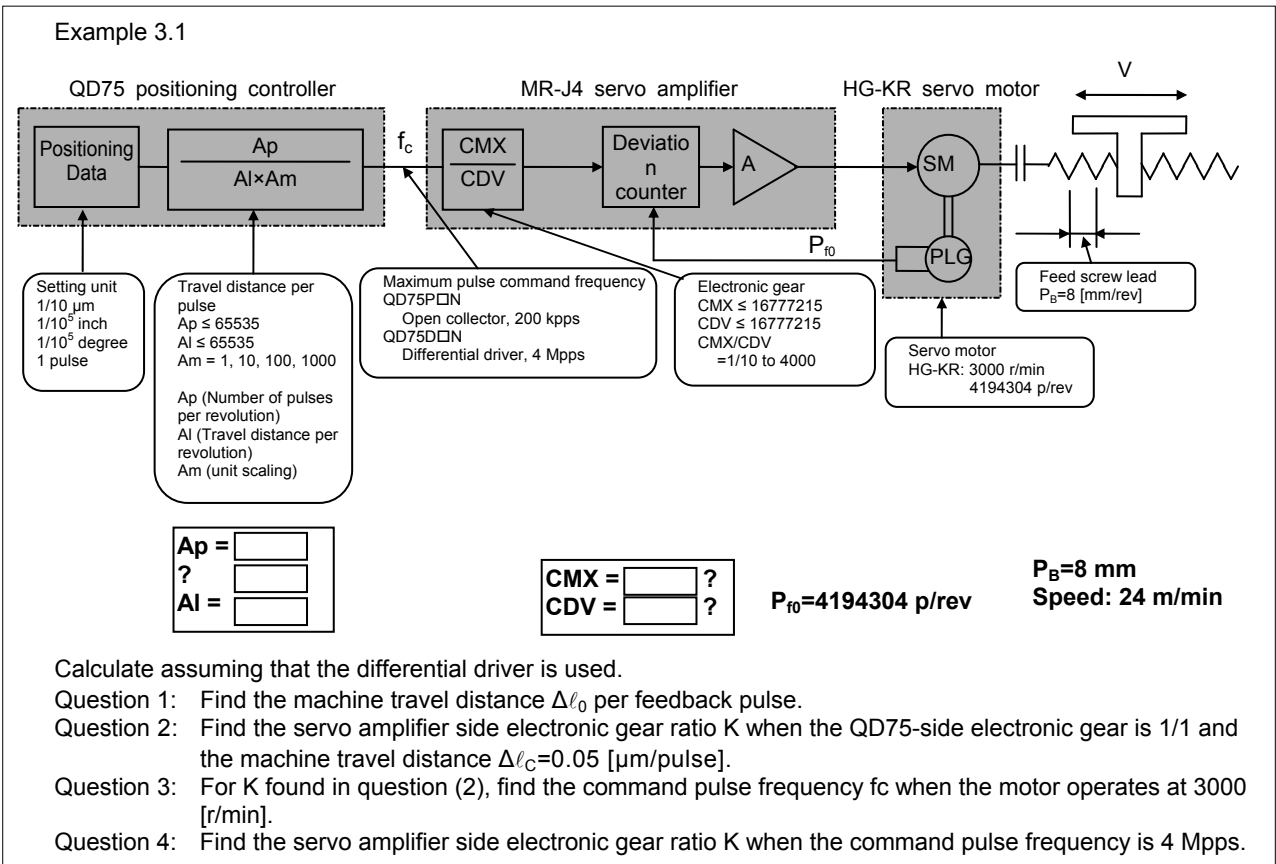 Example 3.1
QD75 positioning controller
MR-J4 servo amplifier
HG-KR servo motor
V
Positioning
Data
Ap
Al×Am
fc
CMX
CDV
Deviatio
n
counter
A
SM
PLG
Pf0
Setting unit
1/10 µm
1/10⁵ inch
1/10⁵ degree
1 pulse
Travel distance per
pulse
Ap ≤ 65535
Al ≤ 65535
Am = 1, 10, 100, 1000
Ap (Number of pulses
per revolution)
Al (Travel distance per
revolution)
Am (unit scaling)
Maximum pulse command frequency
QD75P□N
Open collector, 200 kpps
QD75D□N
Differential driver, 4 Mpps
Electronic gear
CMX ≤ 16777215
CDV ≤ 16777215
CMX/CDV
=1/10 to 4000
Servo motor
HG-KR: 3000 r/min
4194304 p/rev
Feed screw lead
PB=8 [mm/rev]
Ap =
?
Al =
CMX = ?
CDV = ?
Pf0=4194304 p/rev
PB=8 mm
Speed: 24 m/min
Calculate assuming that the differential driver is used.
Question 1: Find the machine travel distance Δℓ0 per feedback pulse.
Question 2: Find the servo amplifier side electronic gear ratio K when the QD75-side electronic gear is 1/1 and
the machine travel distance ΔℓC=0.05 [µm/pulse].
Question 3: For K found in question (2), find the command pulse frequency fc when the motor operates at 3000
[r/min].
Question 4: Find the servo amplifier side electronic gear ratio K when the command pulse frequency is 4 Mpps.